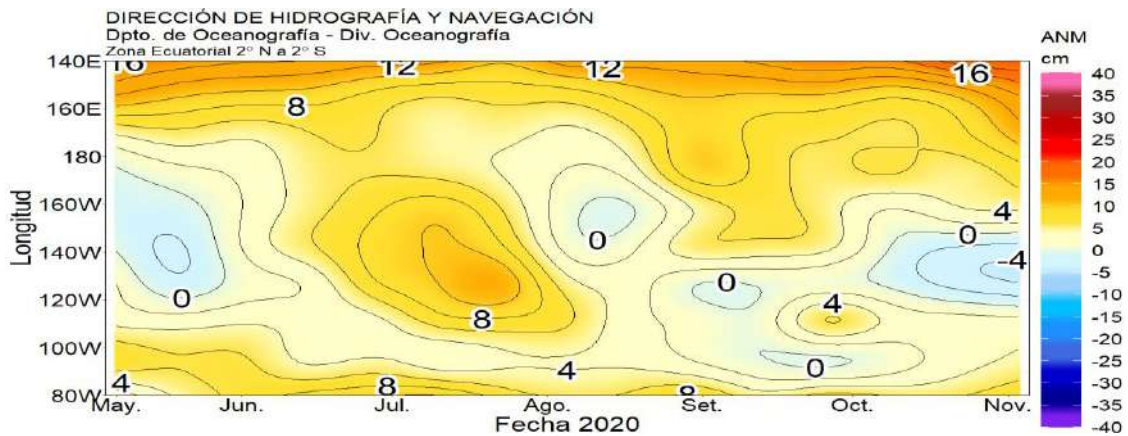 DIRECCIÓN DE HIDROGRAFÍA Y NAVEGACIÓN
Dpto. de Oceanografía - Div. Oceanografía
Zona Ecuatorial 2° N a 2° S
ANM
cm
140E
160E
180
160W
140W
120W
100W
80W
Longitud
16
12
12
16
8
4
0
0
-4
0
0
4
8
0
4
4
8
8
May.
Jun.
Jul.
Ago.
Set.
Oct.
Nov.
Fecha 2020
40
35
30
25
20
15
10
5
0
-5
-10
-15
-20
-25
-30
-35
-40